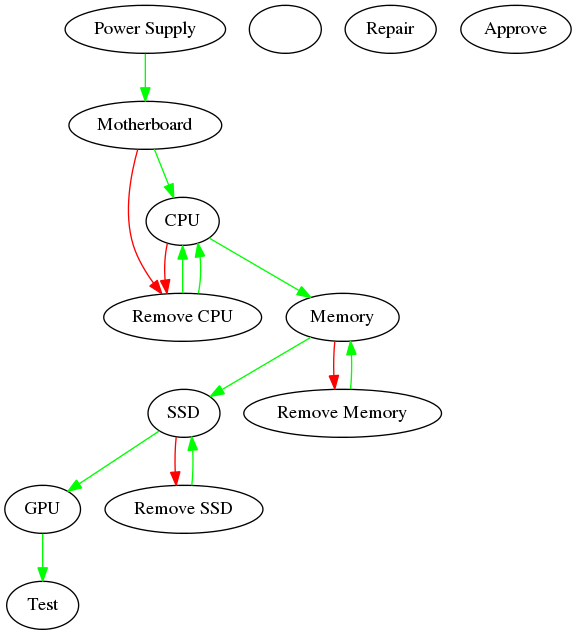 Power Supply
Repair
Approve
Motherboard
CPU
Remove CPU
Memory
SSD
Remove Memory
GPU
Remove SSD
Test